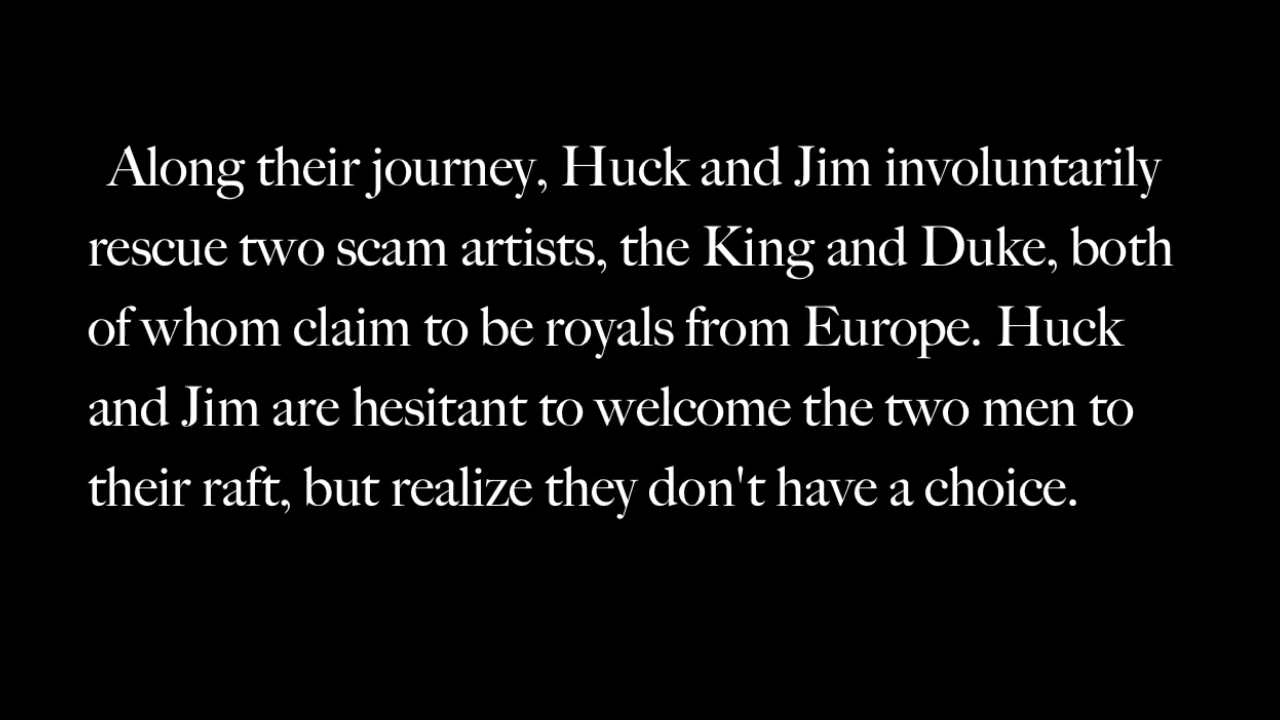 Along their journey, Huck and Jim involuntarily
rescue two scam artists, the King and Duke, both
of whom claim to be royals from Europe. Huck
and Jim are hesitant to welcome the two men to
their raft, but realize they don't have a choice.